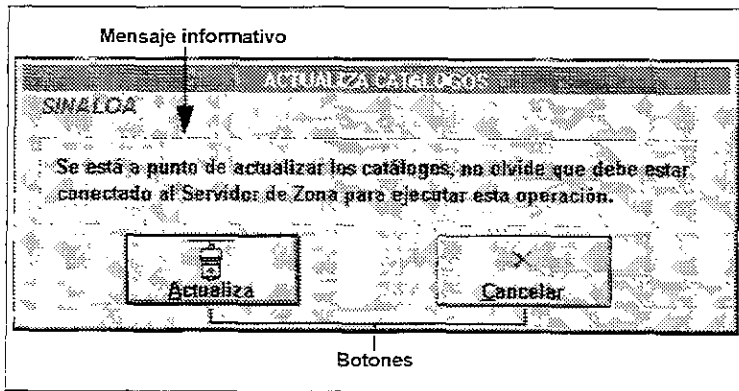 Mensaje informativo
ACTUALIZA CATALOGOS
SINALOA
Se está a punto de actualizar los catálogos, no olvide que debe estar
conectado al Servidor de Zona para ejecutar esta operación.
Actualiza
Cancelar
Botones